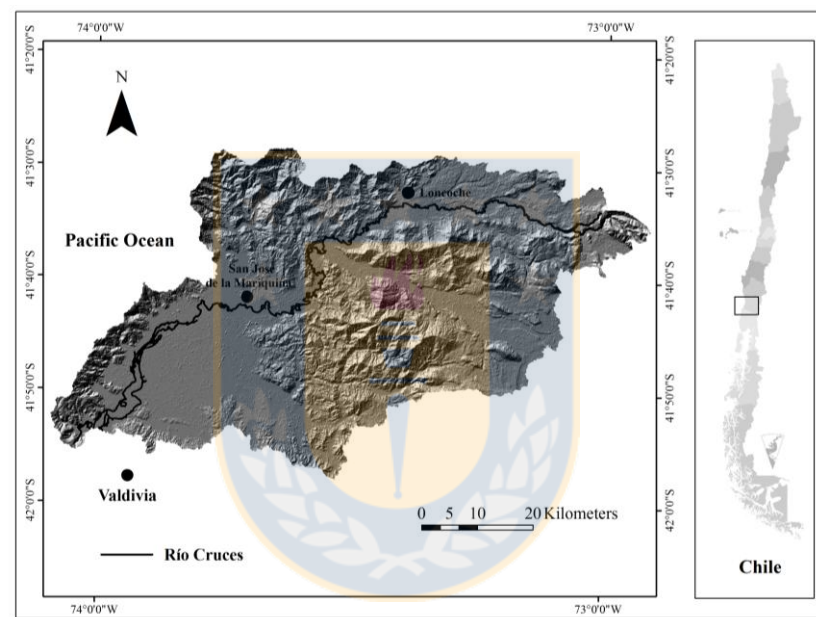 74°0'0"W
73°0'0"W
41°20'0"S
41°20'0"S
N
41°30'0"S
41°30'0"S
Loncoche
Pacific Ocean
San José
de la Mariquina
41°40'0"S
41°40'0"S
41°50'0"S
41°50'0"S
Valdivia
0 5 10 20 Kilometers
42°0'0"S
42°0'0"S
Río Cruces
Chile
74°0'0"W
73°0'0"W